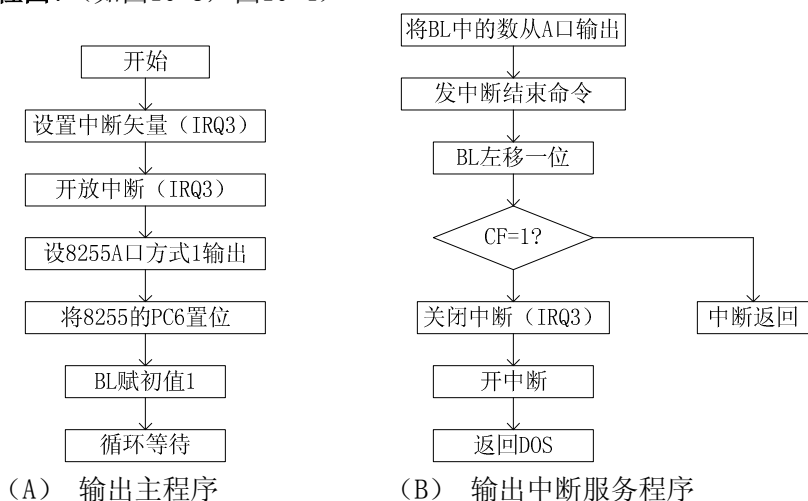 程图:（如图10-3，图10-4）
开始
设置中断矢量（IRQ3）
开放中断（IRQ3）
设8255A口方式1输出
将8255的PC6置位
BL赋初值1
循环等待
（A） 输出主程序
将BL中的数从A口输出
发中断结束命令
BL左移一位
CF=1?
关闭中断（IRQ3）
中断返回
开中断
返回DOS
（B） 输出中断服务程序